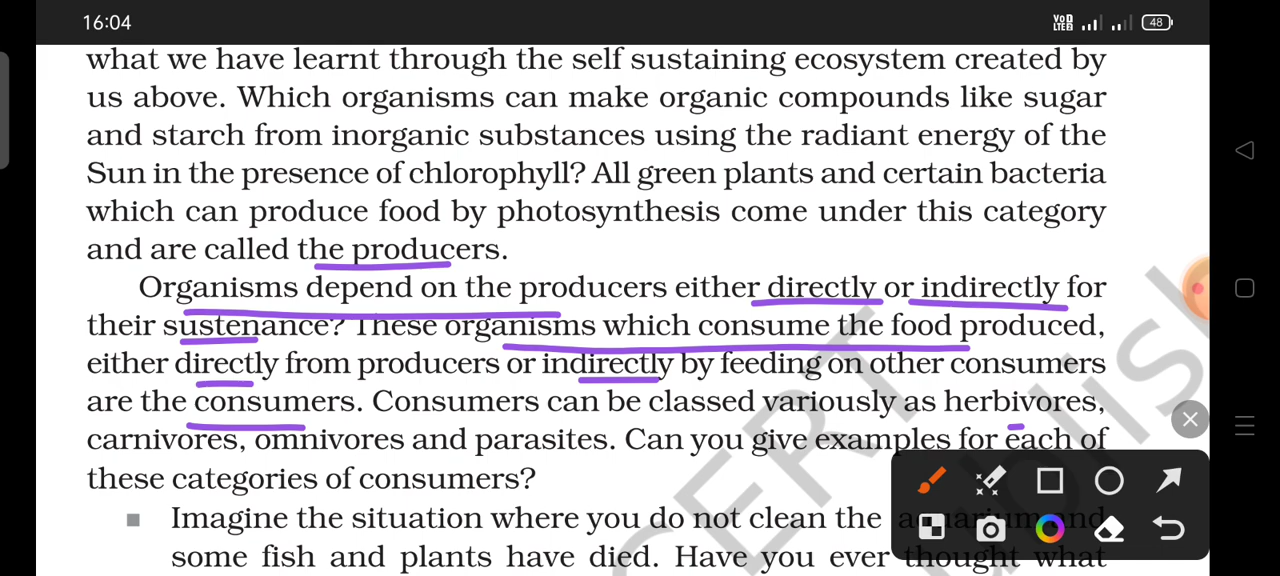 16:04 Vo) LTE2 48
what we have learnt through the self sustaining ecosystem created by
us above. Which organisms can make organic compounds like sugar
and starch from inorganic substances using the radiant energy of the
Sun in the presence of chlorophyll? All green plants and certain bacteria
which can produce food by photosynthesis come under this category
and are called the producers.
Organisms depend on the producers either directly or indirectly for
their sustenance? These organisms which consume the food produced,
either directly from producers or indirectly by feeding on other consumers
are the consumers. Consumers can be classed variously as herbivores,
carnivores, omnivores and parasites. Can you give examples for each of
these categories of consumers?
■ Imagine the situation where you do not clean the aquarium and
some fish and plants have died. Have you ever thought what